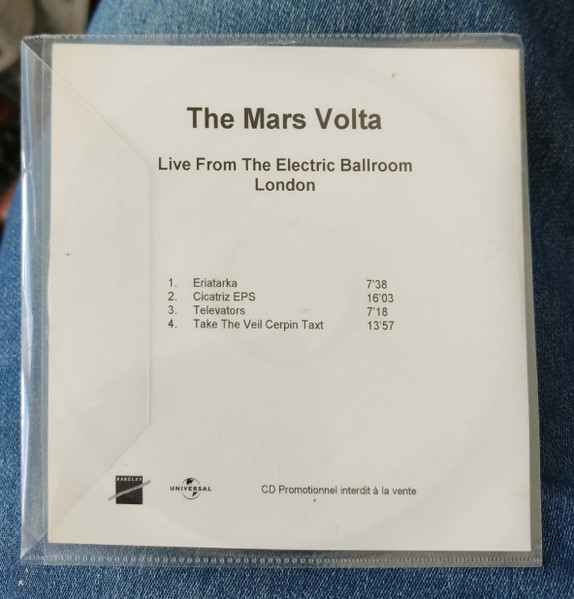 The Mars Volta
Live From The Electric Ballroom
London
1. Eriatarka 7'38
2. Cicatriz EPS 16'03
3. Televators 7'18
4. Take The Veil Cerpin Taxt 13'57
BARCLAY
UNIVERSAL
CD Promotionnel interdit à la vente